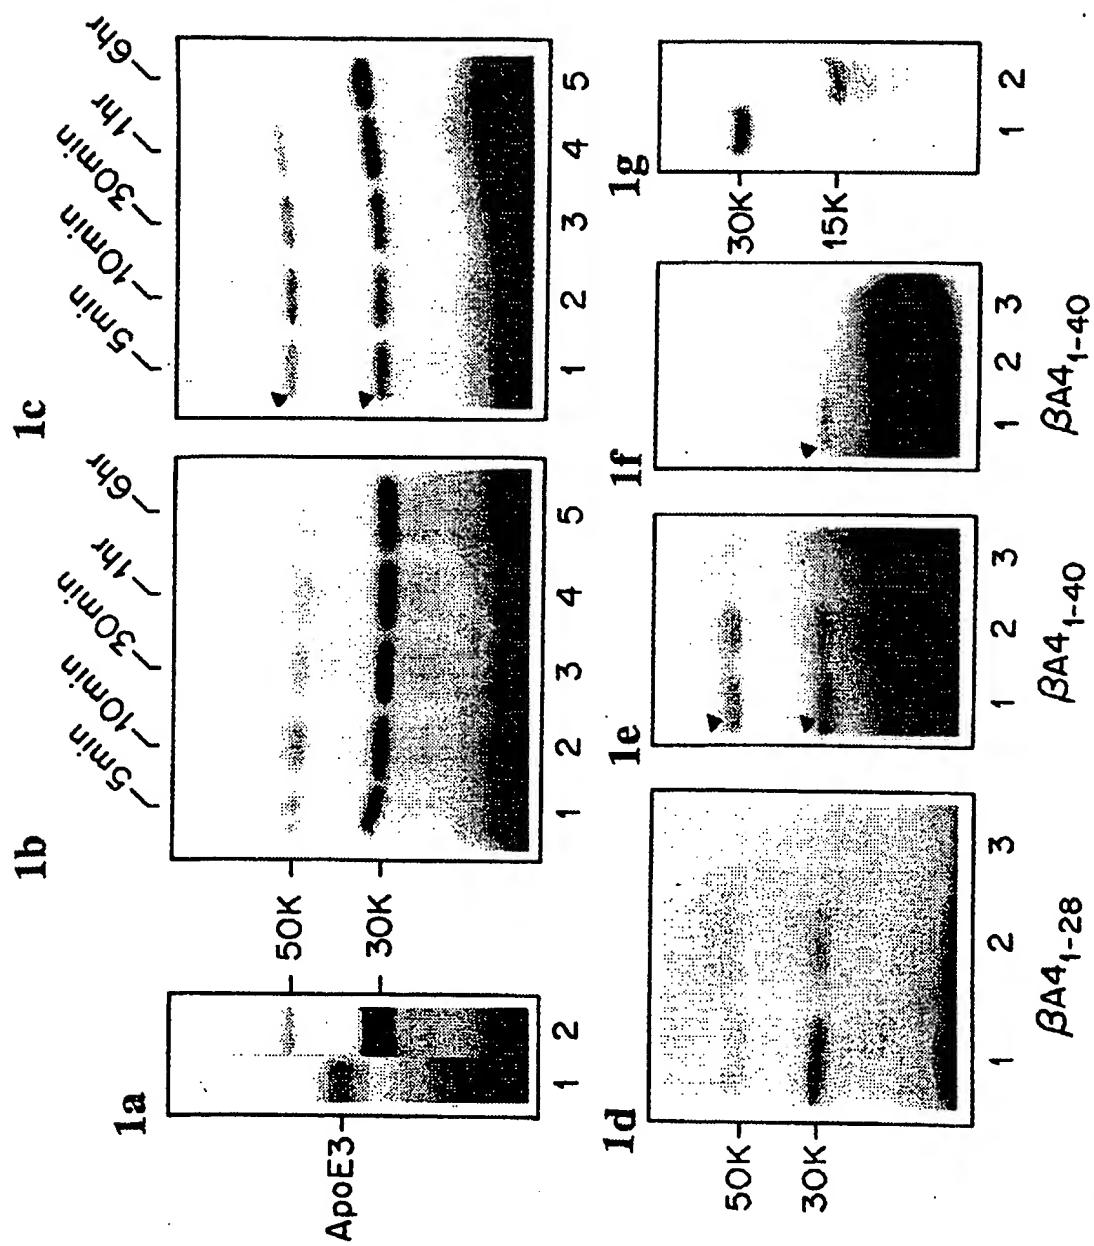 1a
ApoE3
1 2
1b
50K
30K
5min 10min 30min 1hr 6hr
1 2 3 4 5
1c
5min 10min 30min 1hr 6hr
1 2 3 4 5
1d
50K
30K
1 2 3
βA4₁₋₂₈
1e
1 2 3
βA4₁₋₄₀
1f
1 2 3
βA4₁₋₄₀
1g
30K
15K
1 2